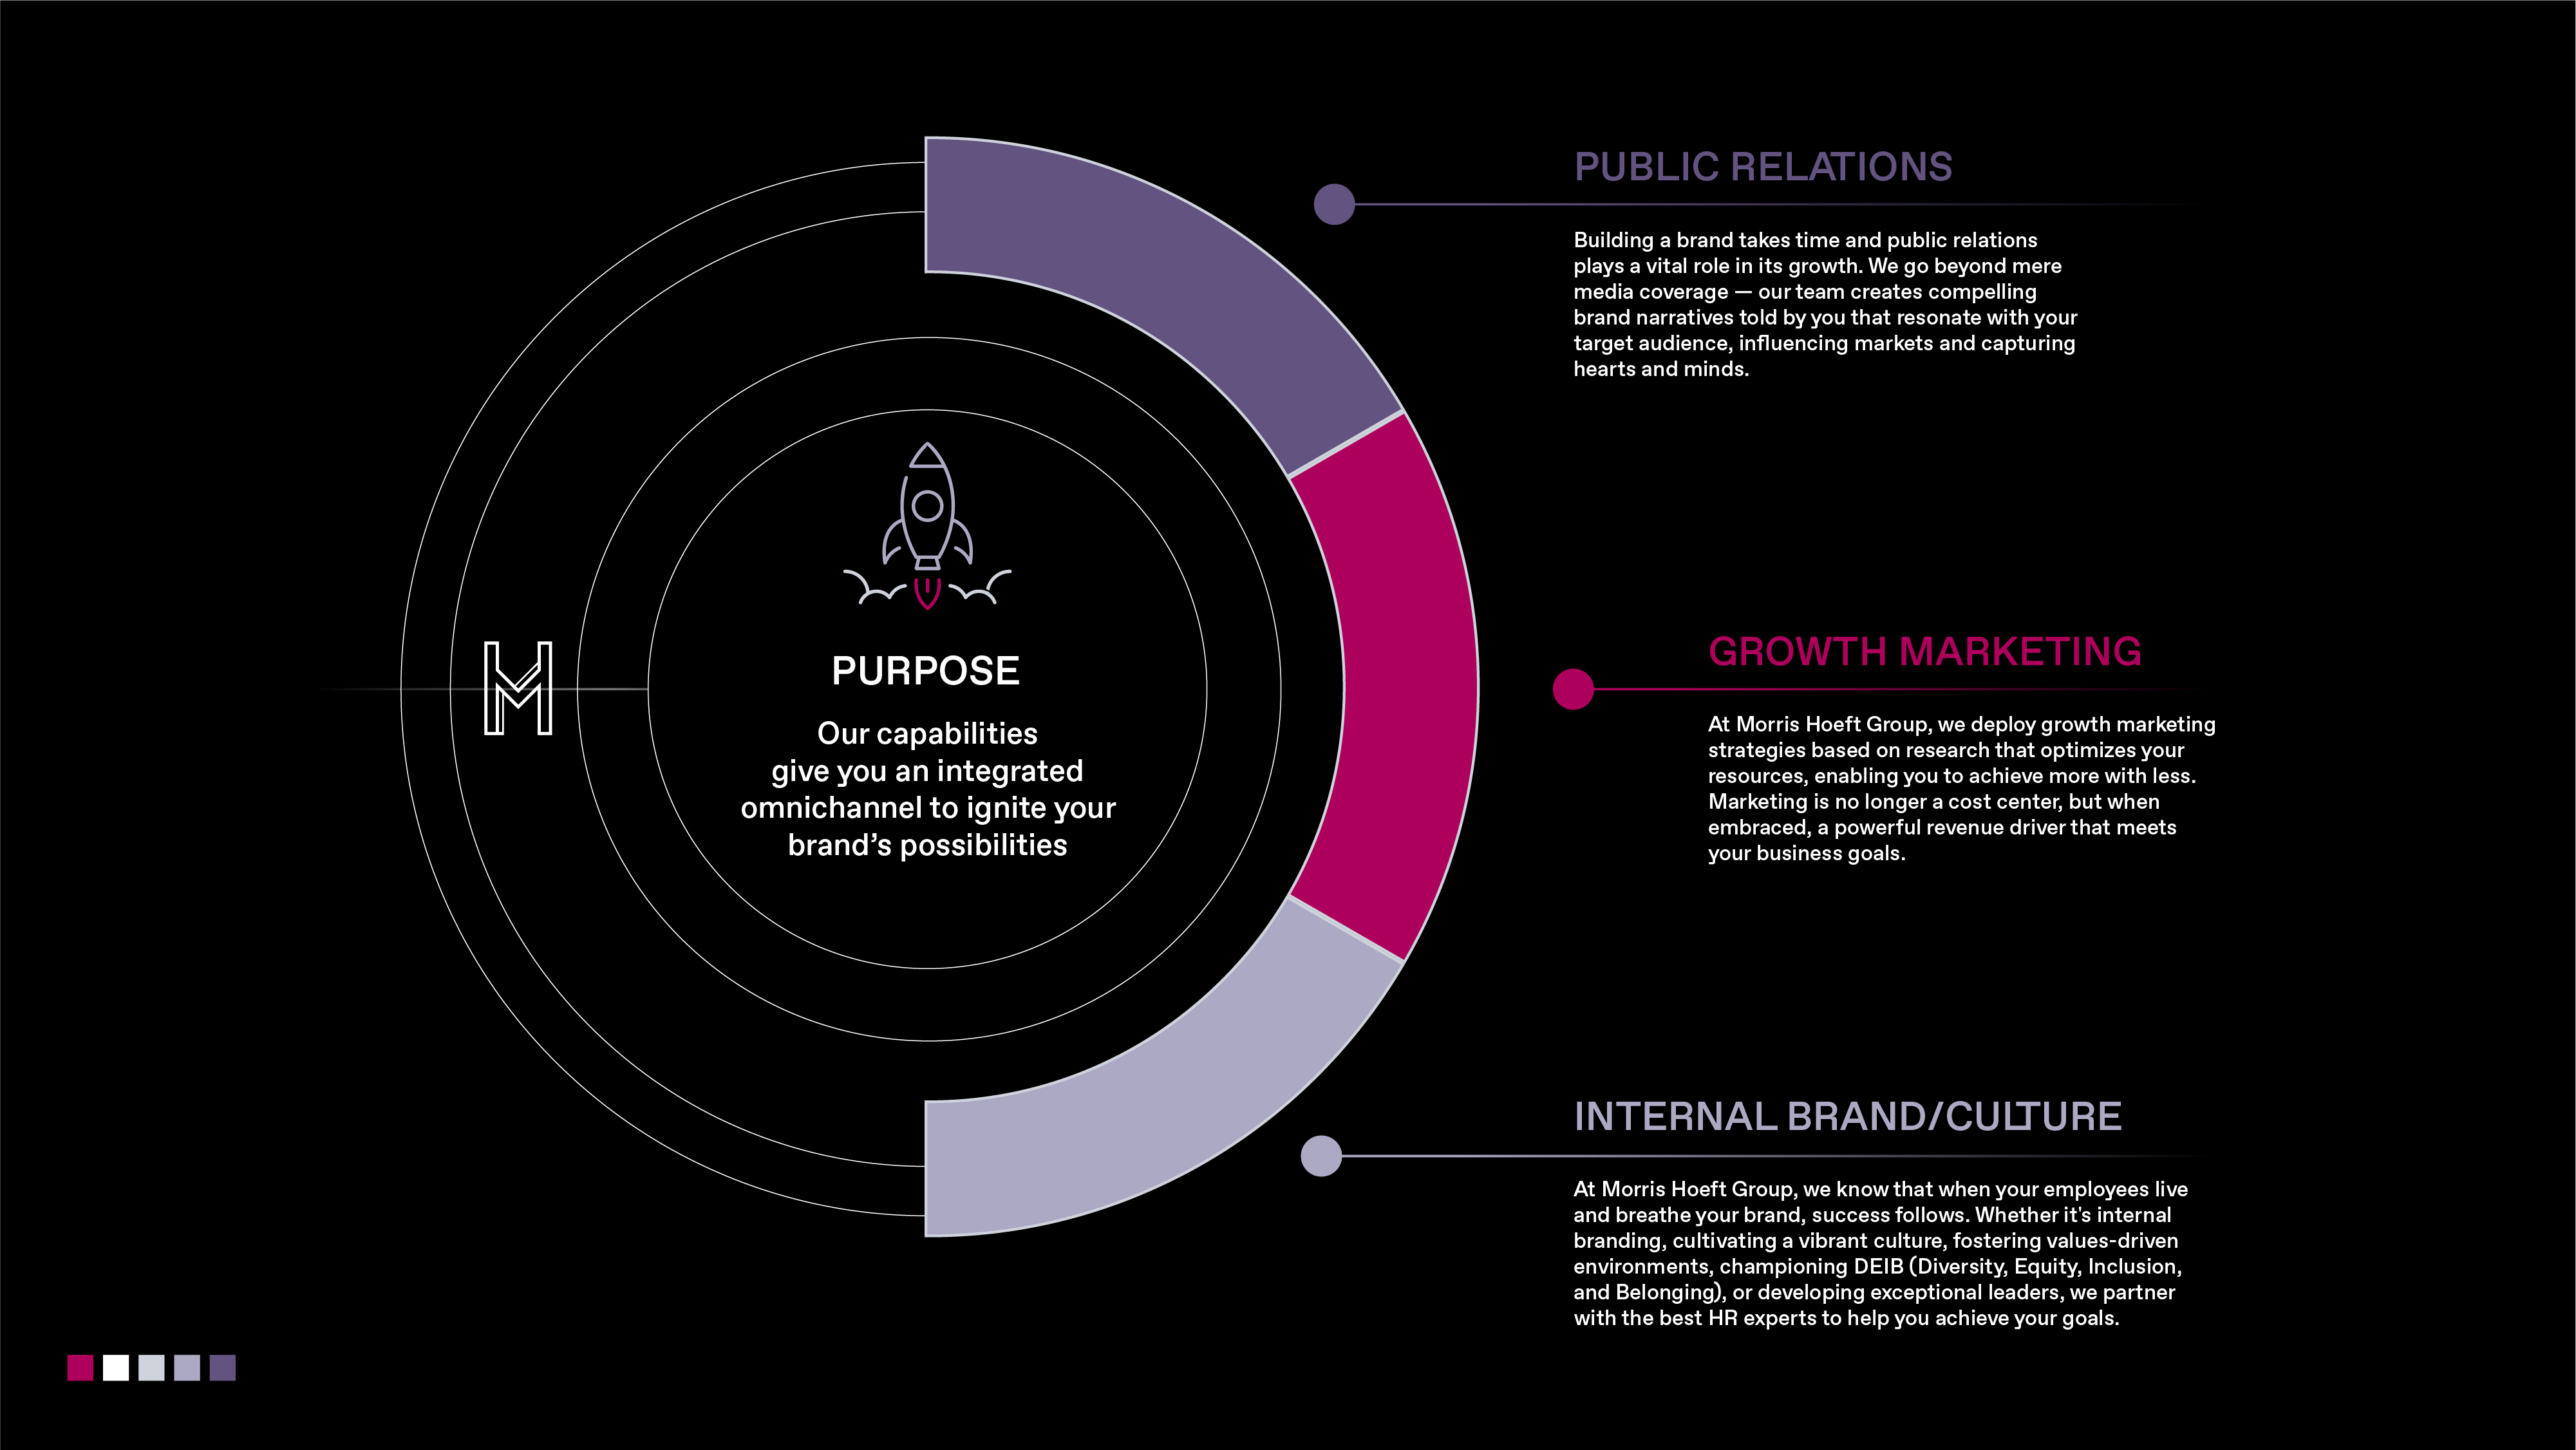 PURPOSE
Our capabilities
give you an integrated
omnichannel to ignite your
brand’s possibilities
PUBLIC RELATIONS
Building a brand takes time and public relations
plays a vital role in its growth. We go beyond mere
media coverage — our team creates compelling
brand narratives told by you that resonate with your
target audience, influencing markets and capturing
hearts and minds.
GROWTH MARKETING
At Morris Hoeft Group, we deploy growth marketing
strategies based on research that optimizes your
resources, enabling you to achieve more with less.
Marketing is no longer a cost center, but when
embraced, a powerful revenue driver that meets
your business goals.
INTERNAL BRAND/CULTURE
At Morris Hoeft Group, we know that when your employees live
and breathe your brand, success follows. Whether it's internal
branding, cultivating a vibrant culture, fostering values-driven
environments, championing DEIB (Diversity, Equity, Inclusion,
and Belonging), or developing exceptional leaders, we partner
with the best HR experts to help you achieve your goals.